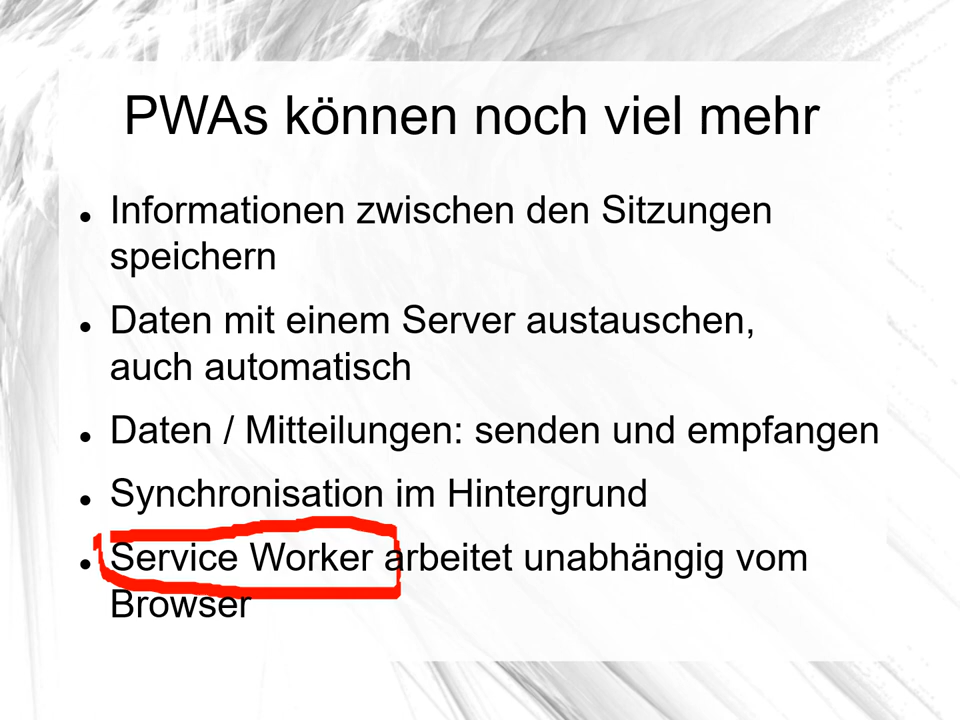 PWAs können noch viel mehr
● Informationen zwischen den Sitzungen
speichern
● Daten mit einem Server austauschen,
auch automatisch
● Daten / Mitteilungen: senden und empfangen
● Synchronisation im Hintergrund
● Service Worker arbeitet unabhängig vom
Browser